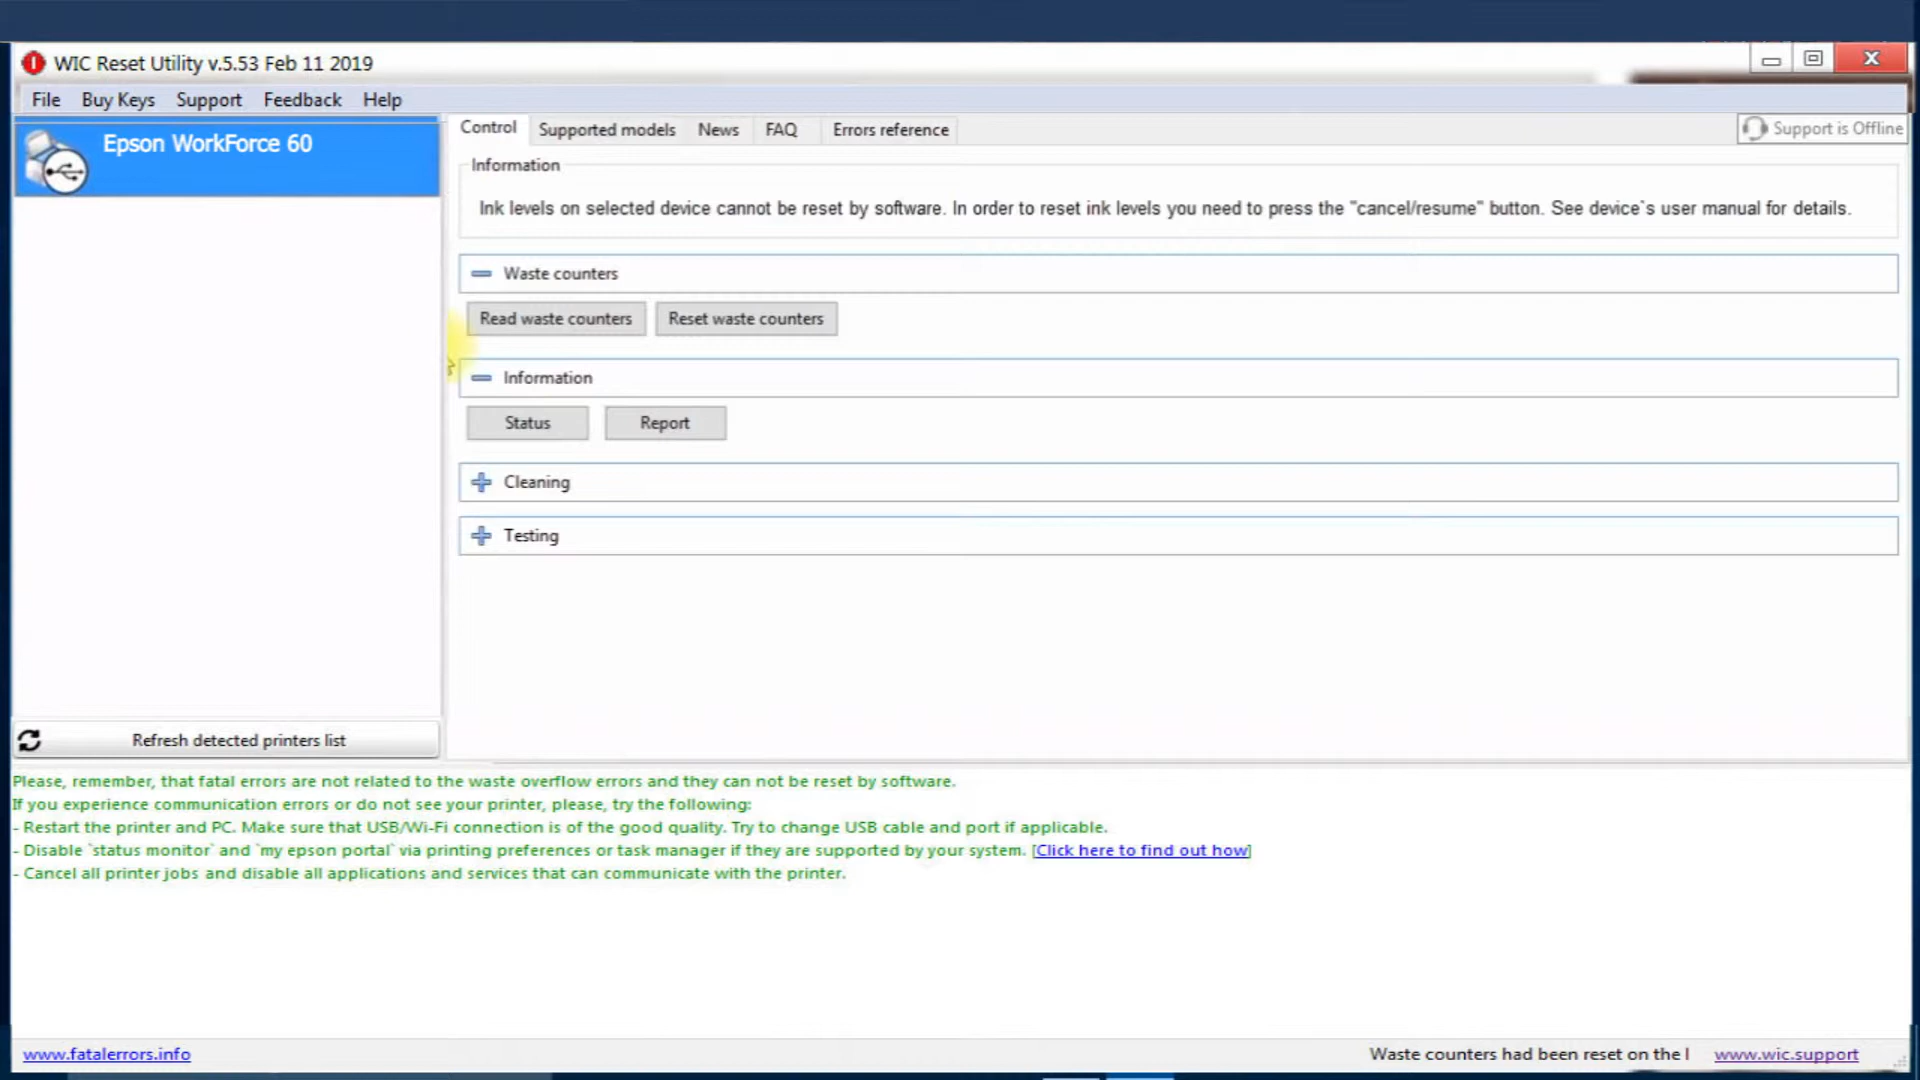 WIC Reset Utility v.5.53 Feb 11 2019
File Buy Keys Support Feedback Help
Epson WorkForce 60
Control Supported models News FAQ Errors reference
Support is Offline
Information
Ink levels on selected device cannot be reset by software. In order to reset ink levels you need to press the "cancel/resume" button. See device`s user manual for details.
Waste counters
Read waste counters Reset waste counters
Information
Status Report
Cleaning
Testing
Refresh detected printers list
Please, remember, that fatal errors are not related to the waste overflow errors and they can not be reset by software.
If you experience communication errors or do not see your printer, please, try the following:
- Restart the printer and PC. Make sure that USB/Wi-Fi connection is of the good quality. Try to change USB cable and port if applicable.
- Disable `status monitor` and `my epson portal` via printing preferences or task manager if they are supported by your system. [Click here to find out how]
- Cancel all printer jobs and disable all applications and services that can communicate with the printer.
www.fatalerrors.info
Waste counters had been reset on the
www.wic.support